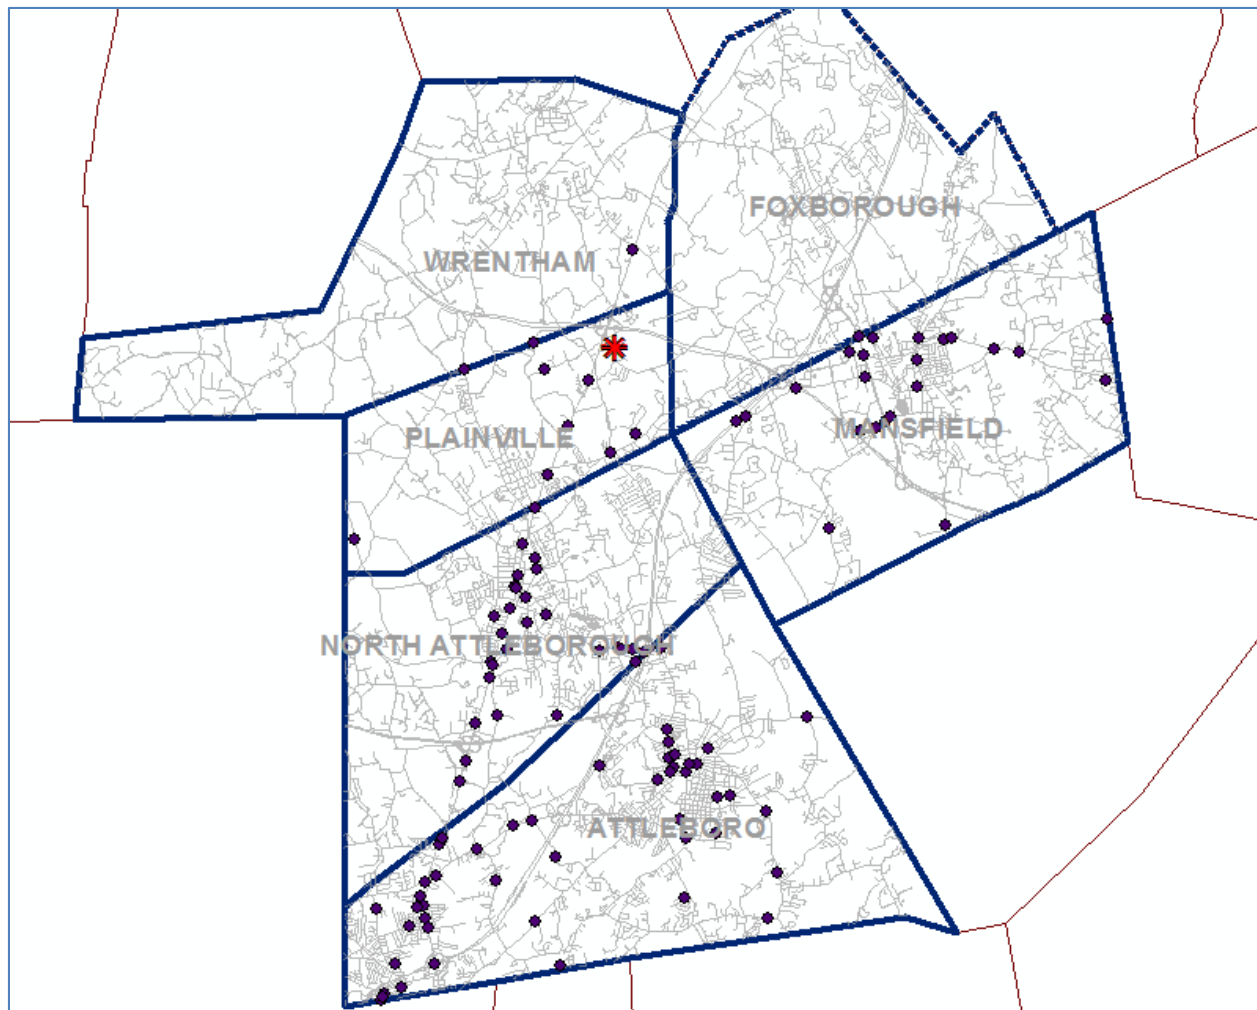 FOXBOROUGH
WRENTHAM
MANSFIELD
PLAINVILLE
NORTH ATTLEBOROUGH
ATTLEBORO